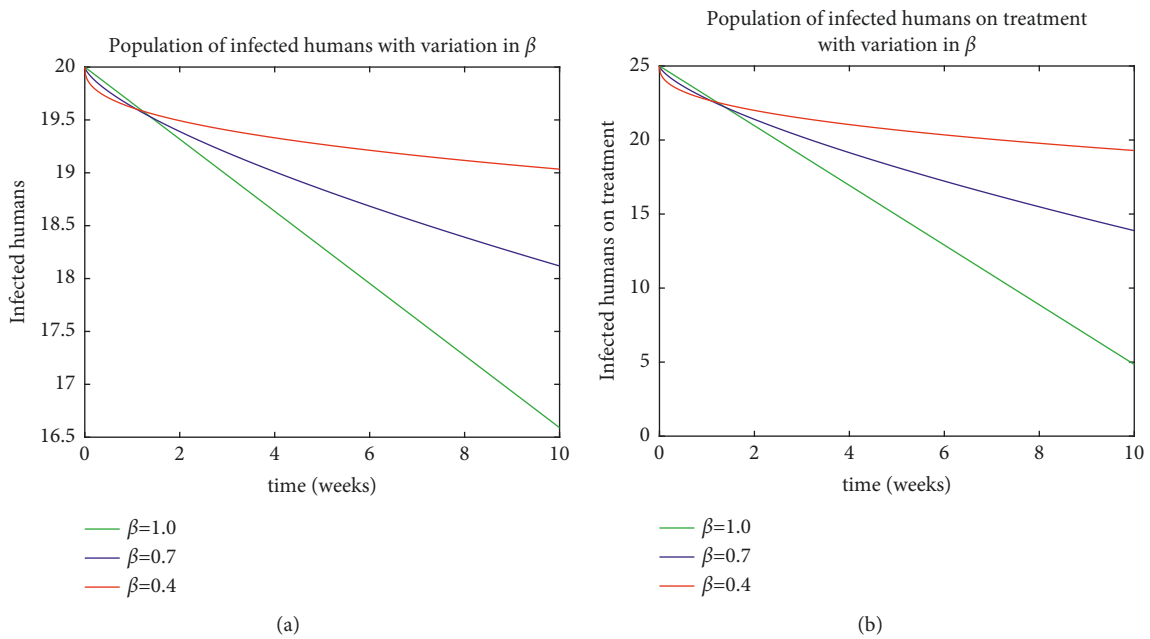 Population of infected humans with variation in β
20
19.5
19
18.5
18
17.5
17
16.5
Infected humans
0 2 4 6 8 10
time (weeks)
β=1.0
β=0.7
β=0.4
(a)
Population of infected humans on treatment
with variation in β
25
20
15
10
5
0
Infected humans on treatment
0 2 4 6 8 10
time (weeks)
β=1.0
β=0.7
β=0.4
(b)